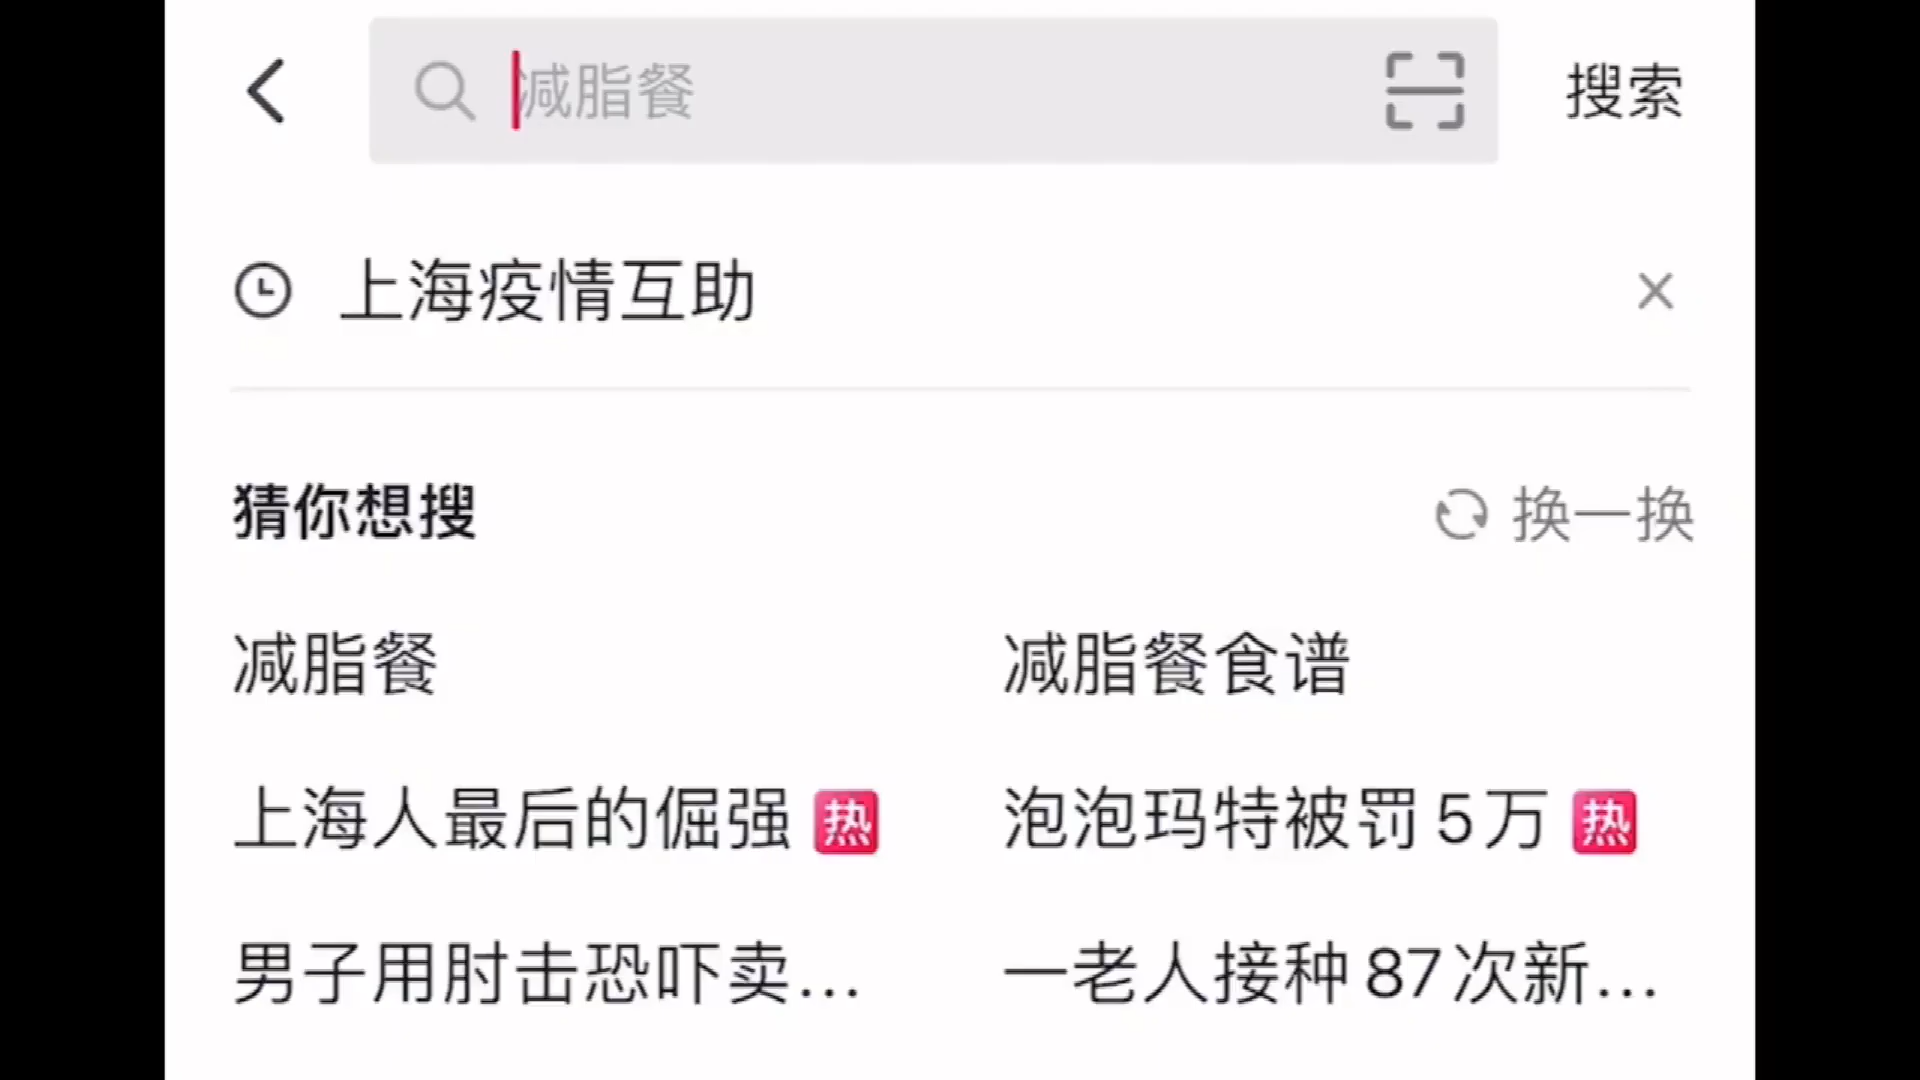 减脂餐 搜索
上海疫情互助
猜你想搜 换一换
减脂餐 减脂餐食谱
上海人最后的倔强 热 泡泡玛特被罚5万 热
男子用肘击恐吓卖... 一老人接种87次新...